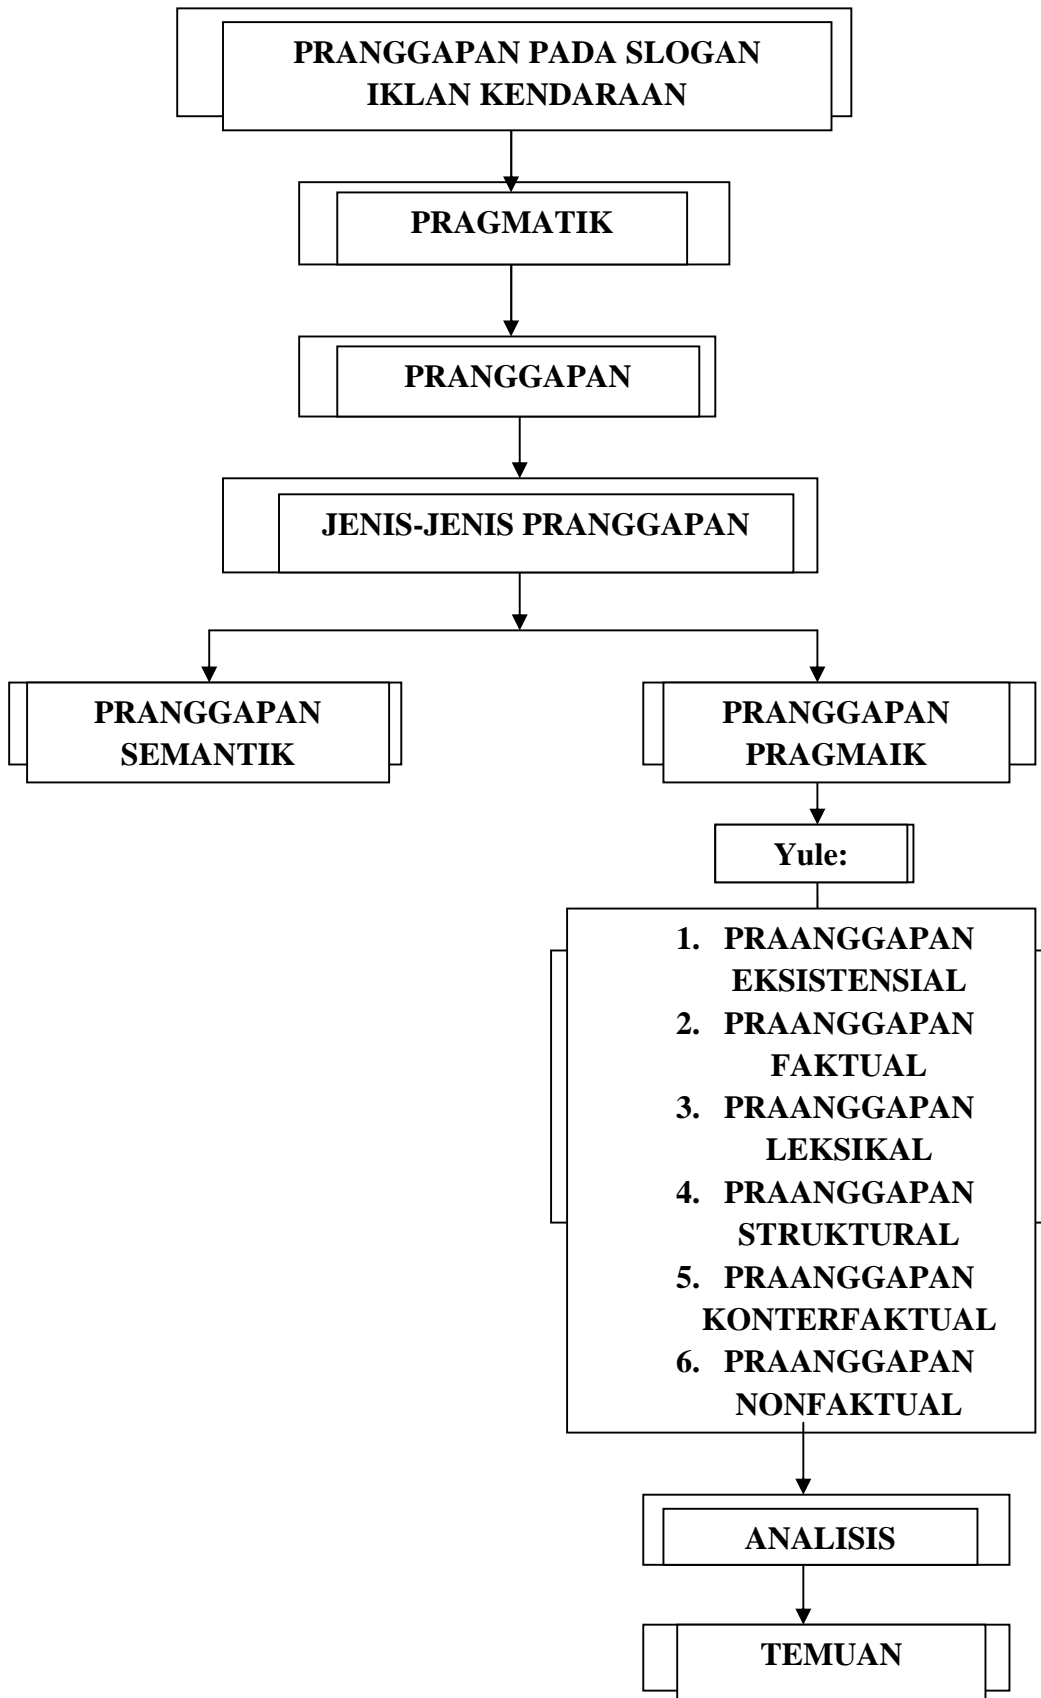 PRANGGAPAN PADA SLOGAN
IKLAN KENDARAAN
PRAGMATIK
PRANGGAPAN
JENIS-JENIS PRANGGAPAN
PRANGGAPAN
SEMANTIK
PRANGGAPAN
PRAGMAIK
Yule:
1. PRAANGGAPAN
EKSISTENSIAL
2. PRAANGGAPAN
FAKTUAL
3. PRAANGGAPAN
LEKSIKAL
4. PRAANGGAPAN
STRUKTURAL
5. PRAANGGAPAN
KONTERFAKTUAL
6. PRAANGGAPAN
NONFAKTUAL
ANALISIS
TEMUAN